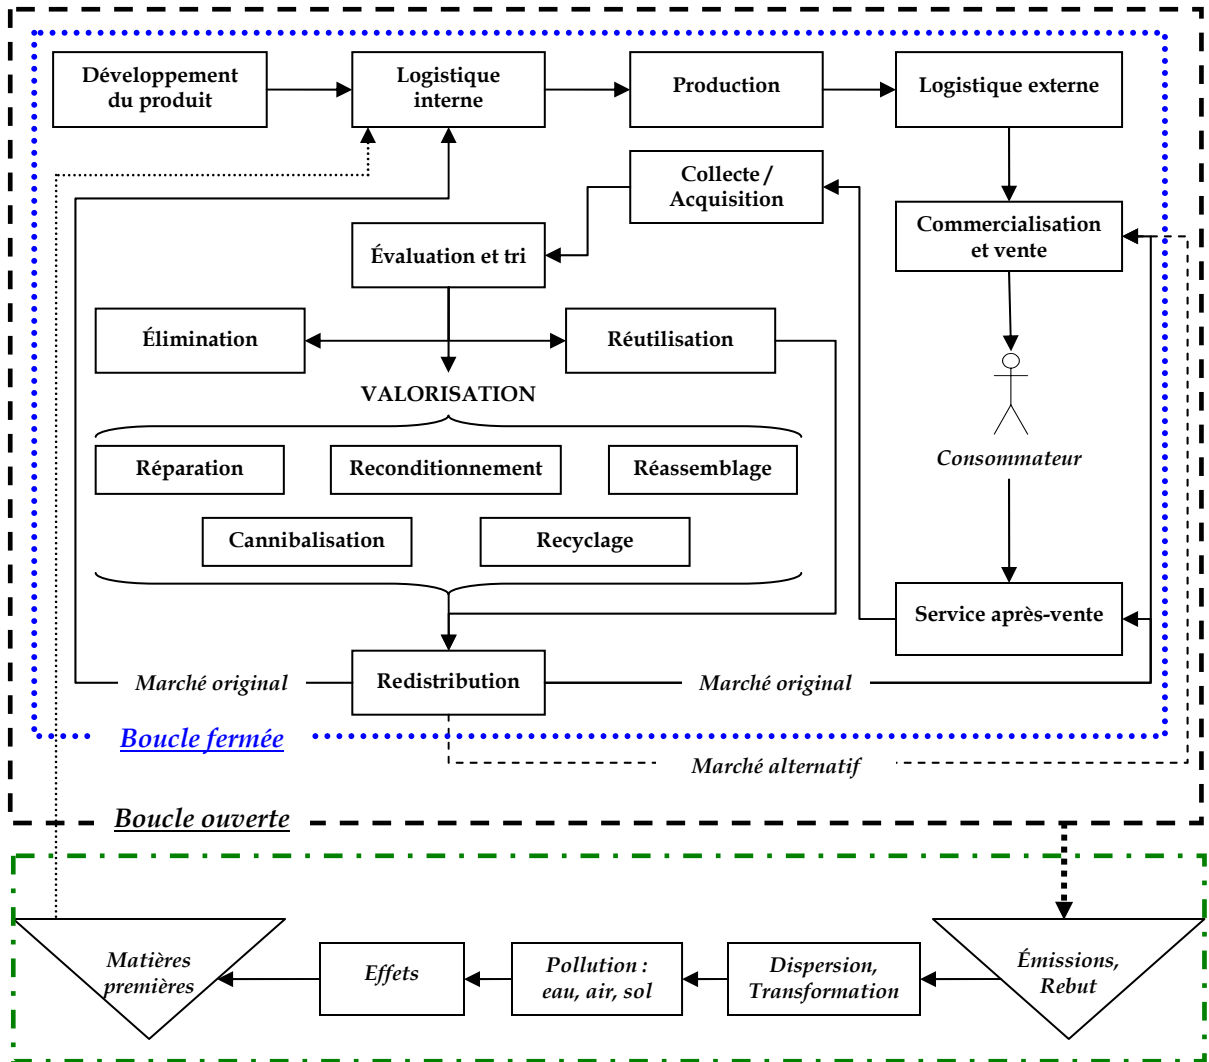 Développement
du produit
Logistique
interne
Production
Logistique externe
Collecte /
Acquisition
Commercialisation
et vente
Évaluation et tri
Élimination
Réutilisation
VALORISATION
Réparation
Reconditionnement
Réassemblage
Consommateur
Cannibalisation
Recyclage
Service après-vente
Marché original
Redistribution
Marché original
Boucle fermée
Marché alternatif
Boucle ouverte
Matières
premières
Effets
Pollution :
eau, air, sol
Dispersion,
Transformation
Émissions,
Rebut